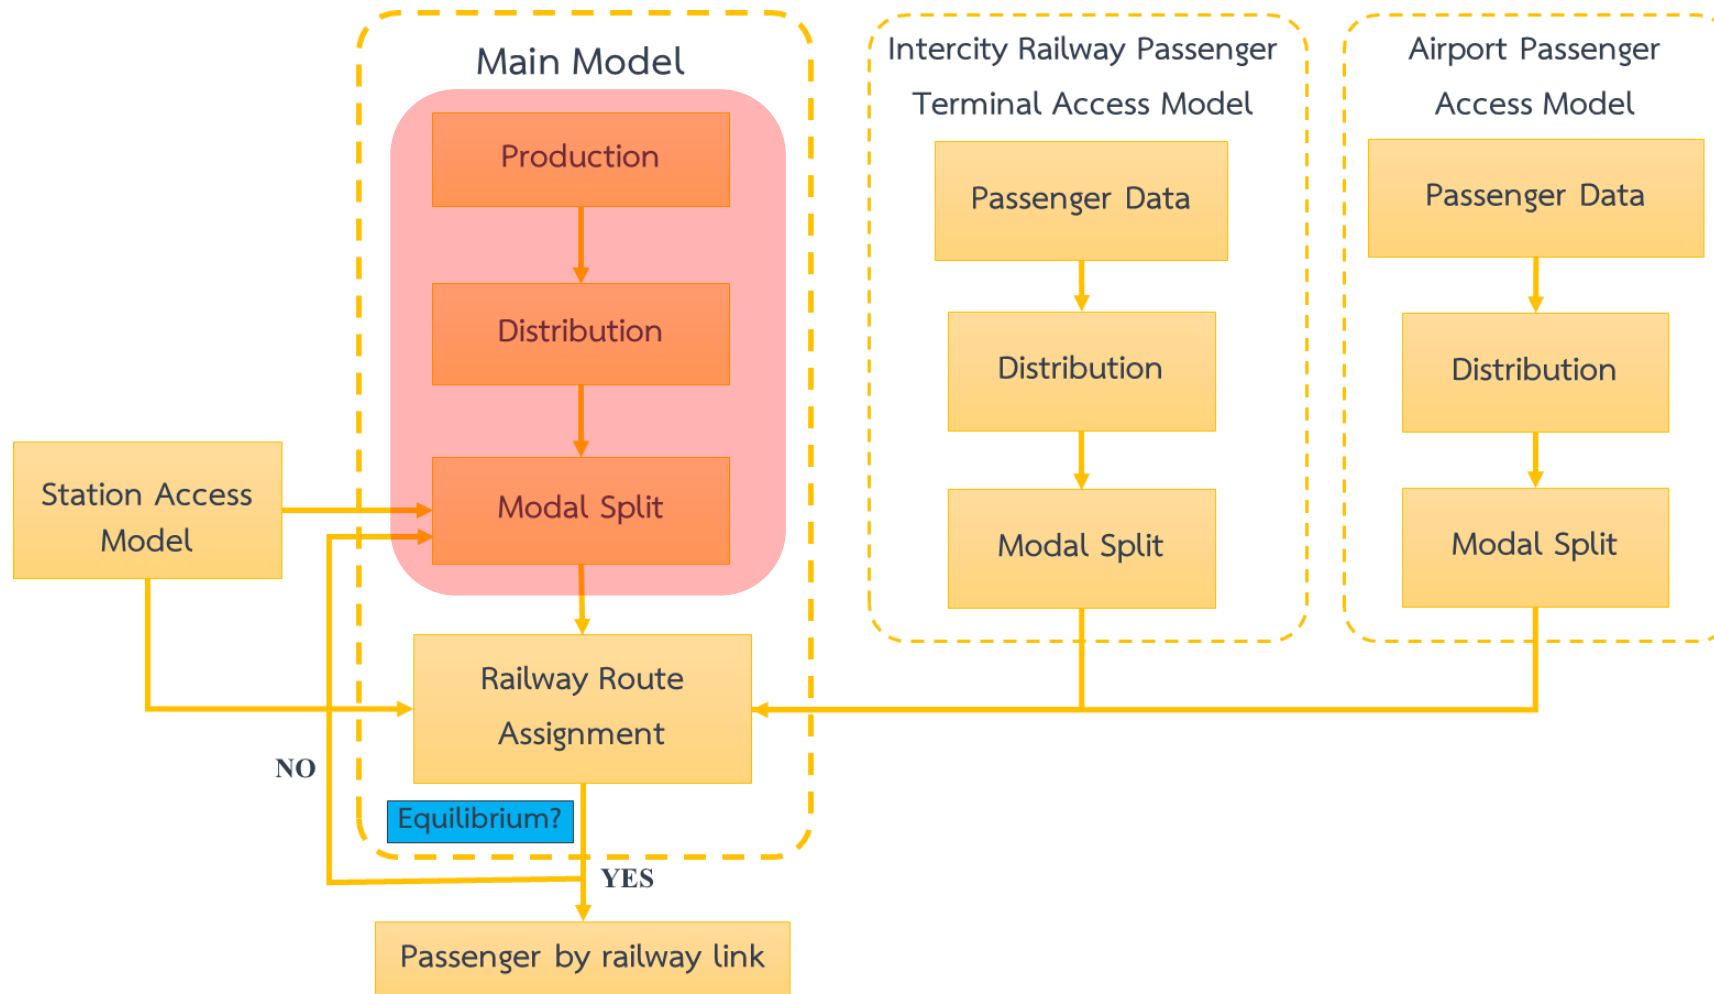 Main Model
Production
Distribution
Modal Split
Station Access
Model
Railway Route
Assignment
NO
Equilibrium?
YES
Passenger by railway link
Intercity Railway Passenger
Terminal Access Model
Passenger Data
Distribution
Modal Split
Airport Passenger
Access Model
Passenger Data
Distribution
Modal Split